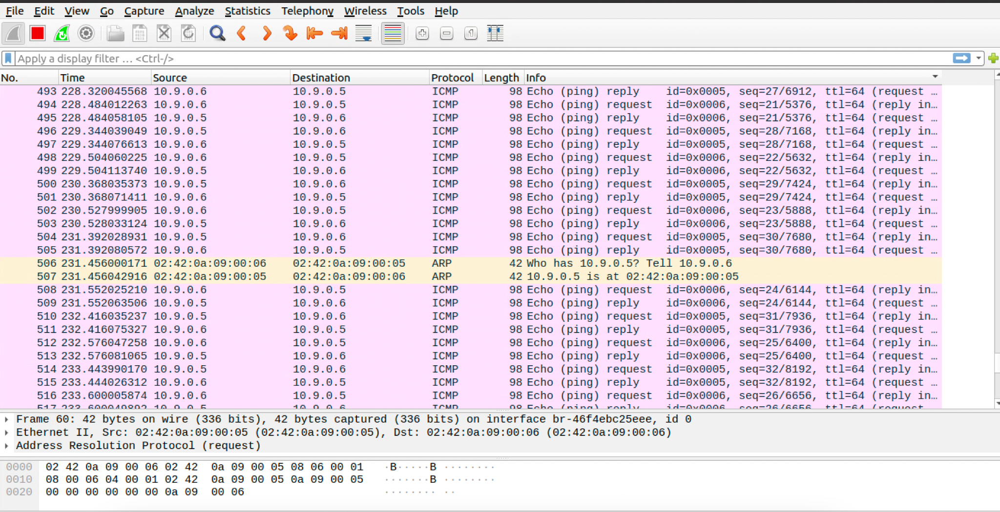 File Edit View Go Capture Analyze Statistics Telephony Wireless Tools Help
Apply a display filter … <Ctrl-/>
No. Time Source Destination Protocol Length Info
493 228.320045568 10.9.0.6 10.9.0.5 ICMP 98 Echo (ping) reply id=0x0005, seq=27/6912, ttl=64 (request …
494 228.484012263 10.9.0.6 10.9.0.5 ICMP 98 Echo (ping) request id=0x0006, seq=21/5376, ttl=64 (reply in…
495 228.484058105 10.9.0.5 10.9.0.6 ICMP 98 Echo (ping) reply id=0x0006, seq=21/5376, ttl=64 (request …
496 229.344039049 10.9.0.5 10.9.0.6 ICMP 98 Echo (ping) request id=0x0005, seq=28/7168, ttl=64 (reply in…
497 229.344076613 10.9.0.6 10.9.0.5 ICMP 98 Echo (ping) reply id=0x0005, seq=28/7168, ttl=64 (request …
498 229.504060225 10.9.0.6 10.9.0.5 ICMP 98 Echo (ping) request id=0x0006, seq=22/5632, ttl=64 (reply in…
499 229.504113740 10.9.0.5 10.9.0.6 ICMP 98 Echo (ping) reply id=0x0006, seq=22/5632, ttl=64 (request …
500 230.368035373 10.9.0.5 10.9.0.6 ICMP 98 Echo (ping) request id=0x0005, seq=29/7424, ttl=64 (reply in…
501 230.368071411 10.9.0.6 10.9.0.5 ICMP 98 Echo (ping) reply id=0x0005, seq=29/7424, ttl=64 (request …
502 230.527999905 10.9.0.6 10.9.0.5 ICMP 98 Echo (ping) request id=0x0006, seq=23/5888, ttl=64 (reply in…
503 230.528033124 10.9.0.5 10.9.0.6 ICMP 98 Echo (ping) reply id=0x0006, seq=23/5888, ttl=64 (request …
504 231.392028931 10.9.0.5 10.9.0.6 ICMP 98 Echo (ping) request id=0x0005, seq=30/7680, ttl=64 (reply in…
505 231.392080572 10.9.0.6 10.9.0.5 ICMP 98 Echo (ping) reply id=0x0005, seq=30/7680, ttl=64 (request …
506 231.456000171 02:42:0a:09:00:06 02:42:0a:09:00:05 ARP 42 Who has 10.9.0.5? Tell 10.9.0.6
507 231.456042916 02:42:0a:09:00:05 02:42:0a:09:00:06 ARP 42 10.9.0.5 is at 02:42:0a:09:00:05
508 231.552025210 10.9.0.6 10.9.0.5 ICMP 98 Echo (ping) request id=0x0006, seq=24/6144, ttl=64 (reply in…
509 231.552063506 10.9.0.5 10.9.0.6 ICMP 98 Echo (ping) reply id=0x0006, seq=24/6144, ttl=64 (request …
510 232.416035237 10.9.0.5 10.9.0.6 ICMP 98 Echo (ping) request id=0x0005, seq=31/7936, ttl=64 (reply in…
511 232.416075327 10.9.0.6 10.9.0.5 ICMP 98 Echo (ping) reply id=0x0005, seq=31/7936, ttl=64 (request …
512 232.576047258 10.9.0.6 10.9.0.5 ICMP 98 Echo (ping) request id=0x0006, seq=25/6400, ttl=64 (reply in…
513 232.576081065 10.9.0.5 10.9.0.6 ICMP 98 Echo (ping) reply id=0x0006, seq=25/6400, ttl=64 (request …
514 233.443990170 10.9.0.5 10.9.0.6 ICMP 98 Echo (ping) request id=0x0005, seq=32/8192, ttl=64 (reply in…
515 233.444026312 10.9.0.6 10.9.0.5 ICMP 98 Echo (ping) reply id=0x0005, seq=32/8192, ttl=64 (request …
516 233.600005874 10.9.0.6 10.9.0.5 ICMP 98 Echo (ping) request id=0x0006, seq=26/6656, ttl=64 (reply in…
Frame 60: 42 bytes on wire (336 bits), 42 bytes captured (336 bits) on interface br-46f4ebc25eee, id 0
Ethernet II, Src: 02:42:0a:09:00:05 (02:42:0a:09:00:05), Dst: 02:42:0a:09:00:06 (02:42:0a:09:00:06)
Address Resolution Protocol (request)
0000 02 42 0a 09 00 06 02 42 0a 09 00 05 08 06 00 01 ·B·····B ········
0010 08 00 06 04 00 01 02 42 0a 09 00 05 0a 09 00 05 ·······B ········
0020 00 00 00 00 00 00 0a 09 00 06 ········ ··